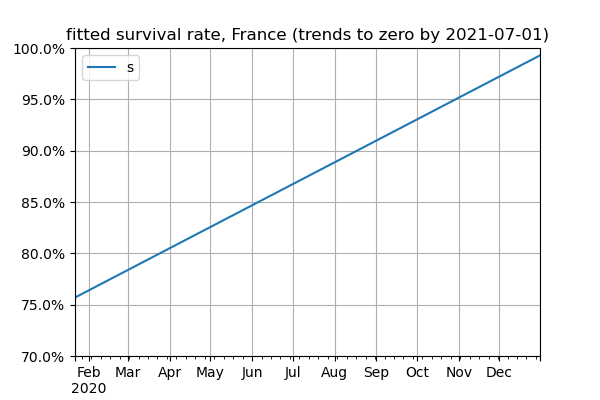 fitted survival rate, France (trends to zero by 2021-07-01)
100.0%
s
95.0%
90.0%
85.0%
80.0%
75.0%
70.0%
Feb Mar Apr May Jun Jul Aug Sep Oct Nov Dec
2020